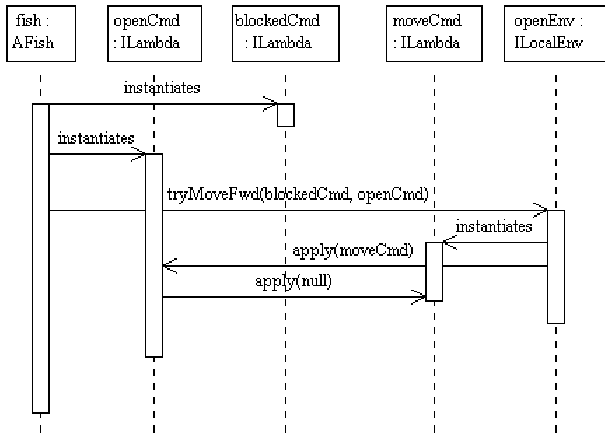 fish :
AFish
openCmd
: ILambda
blockedCmd
: ILambda
moveCmd
: ILambda
openEnv :
ILocalEnv
instantiates
instantiates
tryMoveFwd(blockedCmd, openCmd)
instantiates
apply(moveCmd)
apply(null)